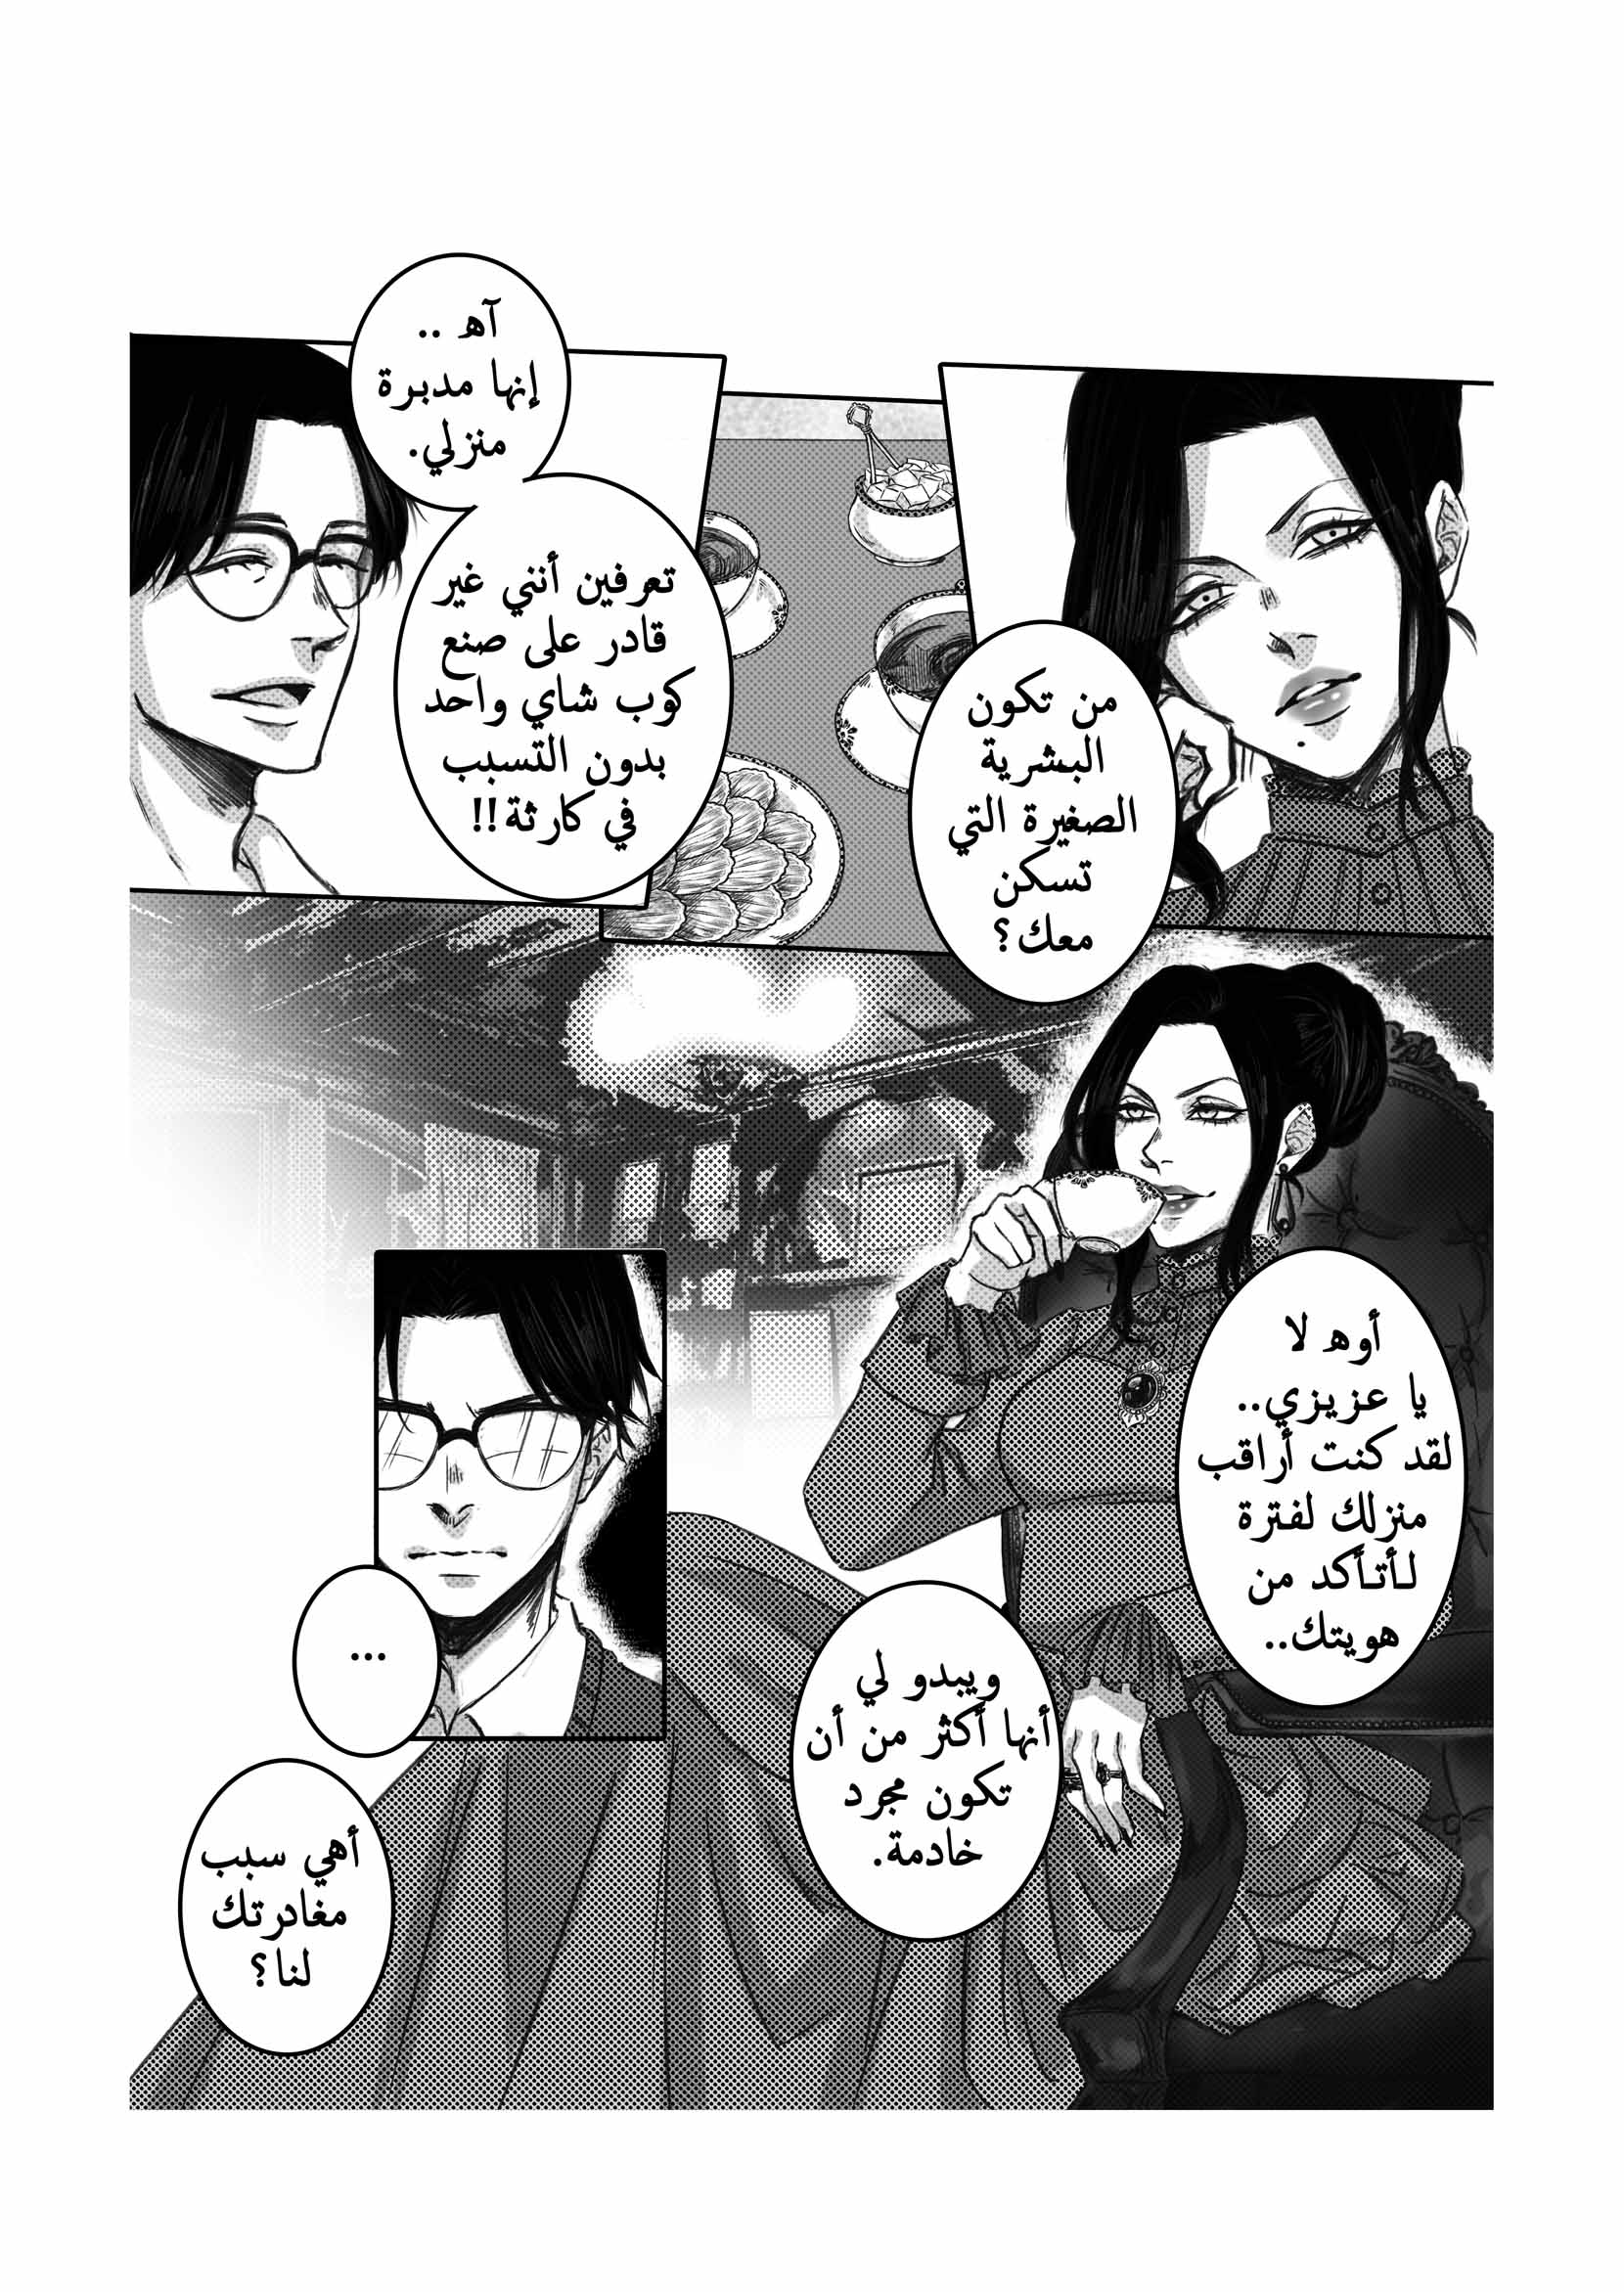 من تكون
البشرية
الصغيرة التي
تسكن
معك؟
آه ..
إنها مدبرة
منزلي.
تعرفين أنني غير
قادر على صنع
كوب شاي واحد
بدون التسبب
في كارثة!!
أوه لا
يا عزيزي..
لقد كنت أراقب
منزلك لفترة
لأتأكد من
هويتك..
ويبدو لي
أنها أكثر من أن
تكون مجرد
خادمة.
...
أهي سبب
مغادرتك
لنا؟